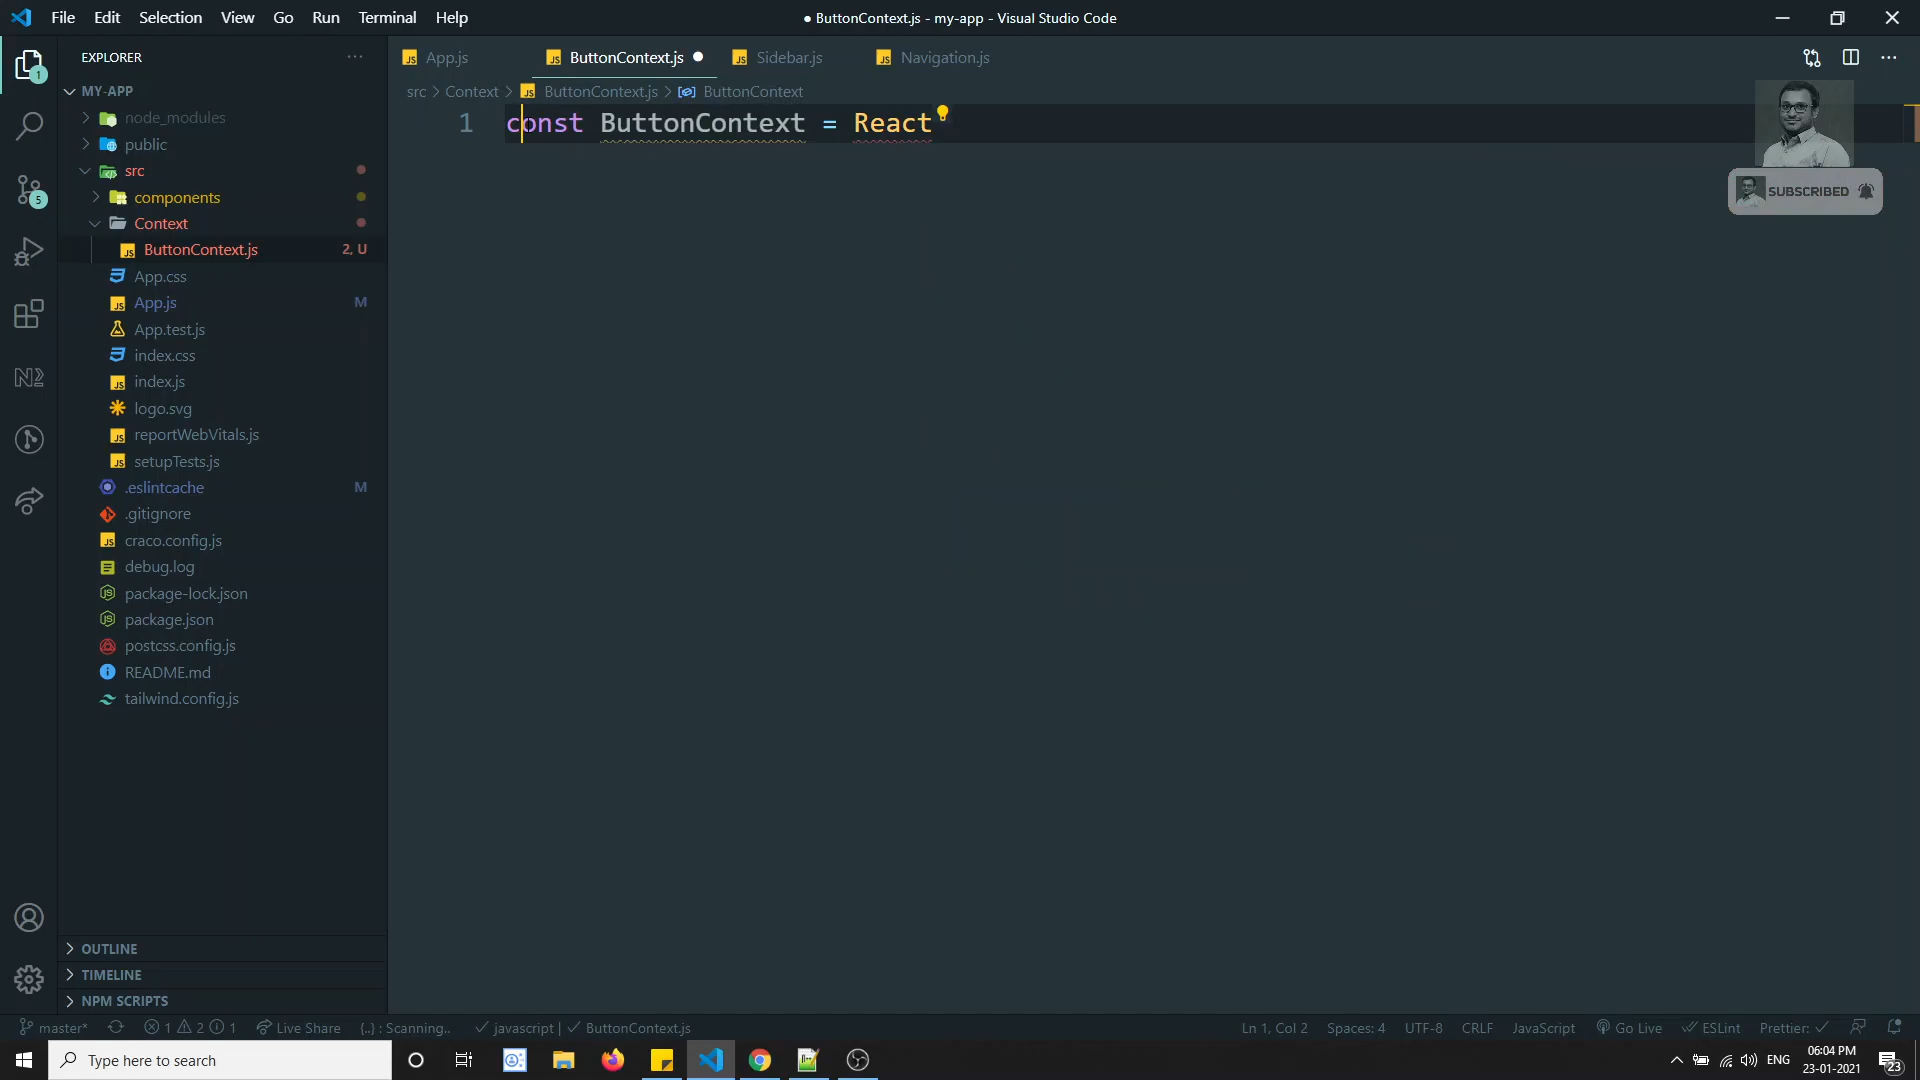 File Edit Selection View Go Run Terminal Help
● ButtonContext.js - my-app - Visual Studio Code
EXPLORER
App.js
ButtonContext.js
Sidebar.js
Navigation.js
MY-APP
src > Context > ButtonContext.js > ButtonContext
1 const ButtonContext = React
node_modules
public
src
components
Context
ButtonContext.js 2, U
App.css
App.js M
App.test.js
index.css
index.js
logo.svg
reportWebVitals.js
setupTests.js
.eslintcache M
.gitignore
craco.config.js
debug.log
package-lock.json
package.json
postcss.config.js
README.md
tailwind.config.js
1
5
SUBSCRIBED
OUTLINE
TIMELINE
NPM SCRIPTS
master* 1 2 1 Live Share {..} : Scanning.. javascript | ButtonContext.js
Ln 1, Col 2 Spaces: 4 UTF-8 CRLF JavaScript Go Live ESLint Prettier:
Type here to search
ENG
06:04 PM
23-01-2021
23